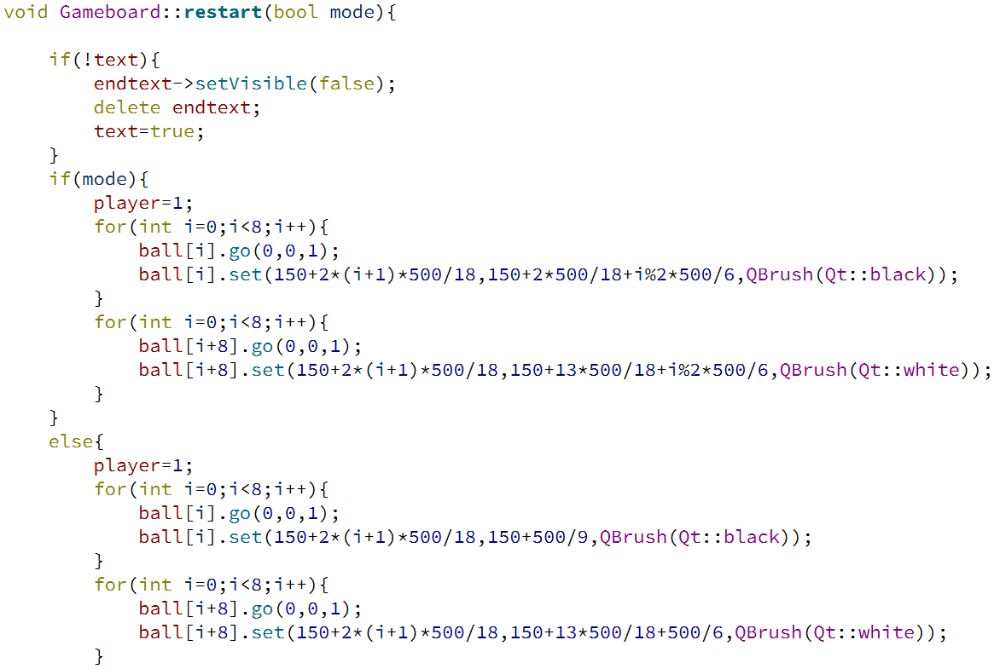 void Gameboard::restart(bool mode){
    if(!text){
        endtext->setVisible(false);
        delete endtext;
        text=true;
    }
    if(mode){
        player=1;
        for(int i=0;i<8;i++){
            ball[i].go(0,0,1);
            ball[i].set(150+2*(i+1)*500/18,150+2*500/18+i%2*500/6,QBrush(Qt::black));
        }
        for(int i=0;i<8;i++){
            ball[i+8].go(0,0,1);
            ball[i+8].set(150+2*(i+1)*500/18,150+13*500/18+i%2*500/6,QBrush(Qt::white));
        }
    }
    else{
        player=1;
        for(int i=0;i<8;i++){
            ball[i].go(0,0,1);
            ball[i].set(150+2*(i+1)*500/18,150+500/9,QBrush(Qt::black));
        }
        for(int i=0;i<8;i++){
            ball[i+8].go(0,0,1);
            ball[i+8].set(150+2*(i+1)*500/18,150+13*500/18+500/6,QBrush(Qt::white));
        }